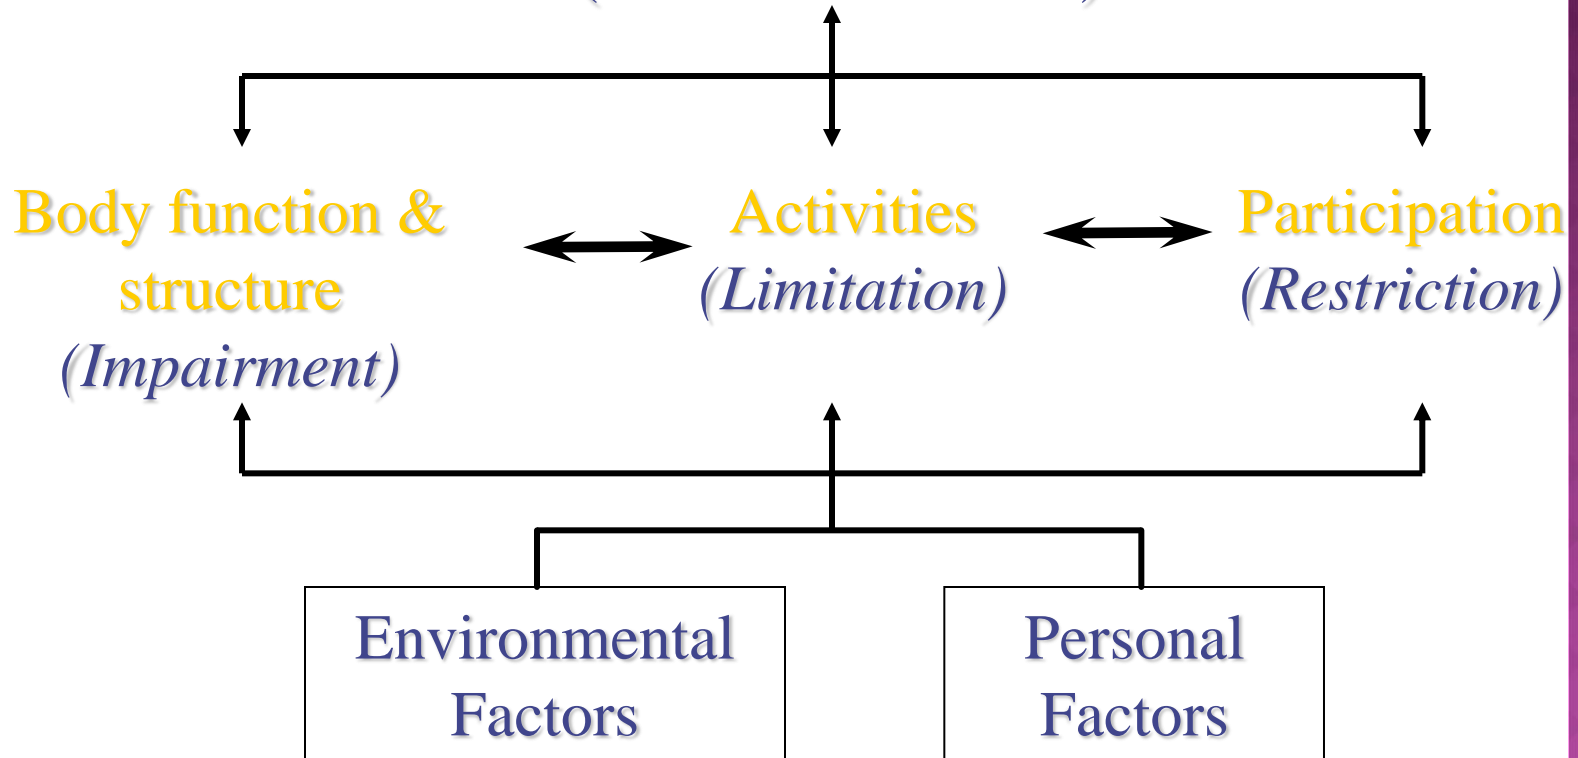 Body function &
structure
(Impairment)
Activities
(Limitation)
Participation
(Restriction)
Environmental
Factors
Personal
Factors